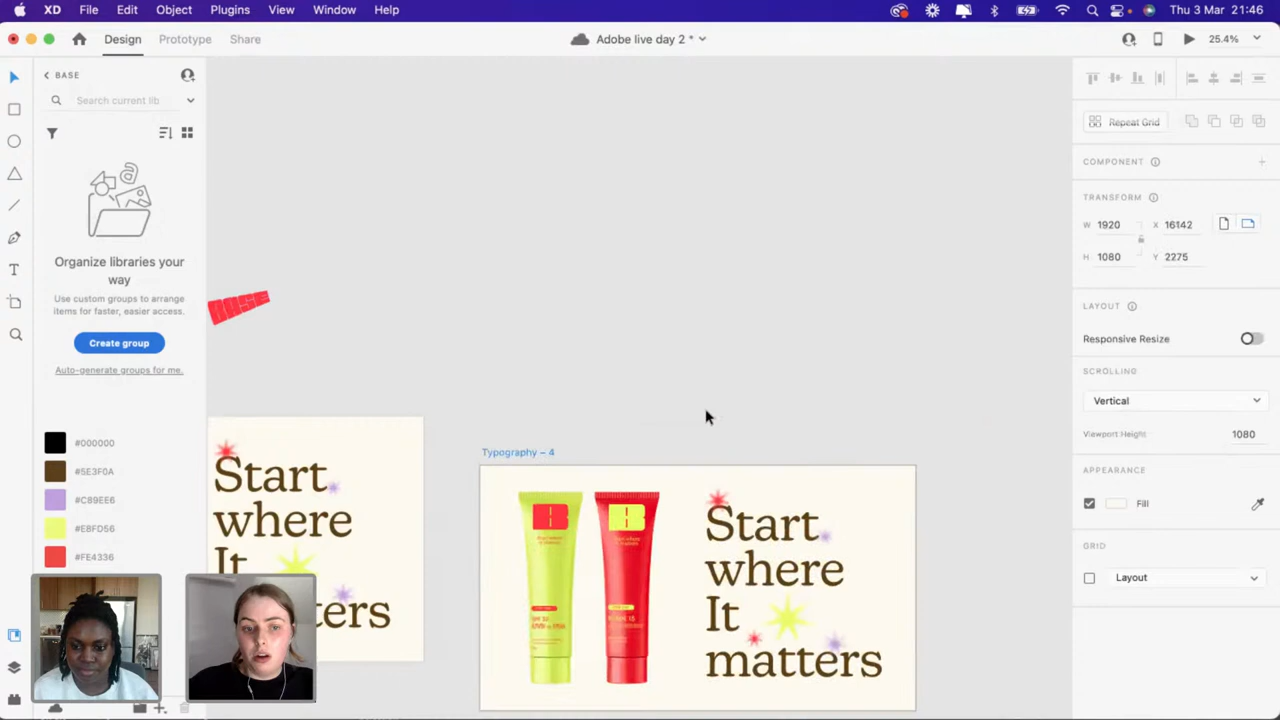 XD File Edit Object Plugins View Window Help
Thu 3 Mar 21:46
Design Prototype Share
Adobe live day 2 *
25.4%
BASE
Search current lib
Organize libraries your way
Use custom groups to arrange items for faster, easier access.
Create group
Auto-generate groups for me.
#000000
#5E3F0A
#C89EE6
#E8FD56
#FE4336
Start
where
It
ters
Typography – 4
Start
where
It
matters
Repeat Grid
COMPONENT
TRANSFORM
W 1920 X 16142
H 1080 Y 2275
LAYOUT
Responsive Resize
SCROLLING
Vertical
Viewport Height 1080
APPEARANCE
Fill
GRID
Layout